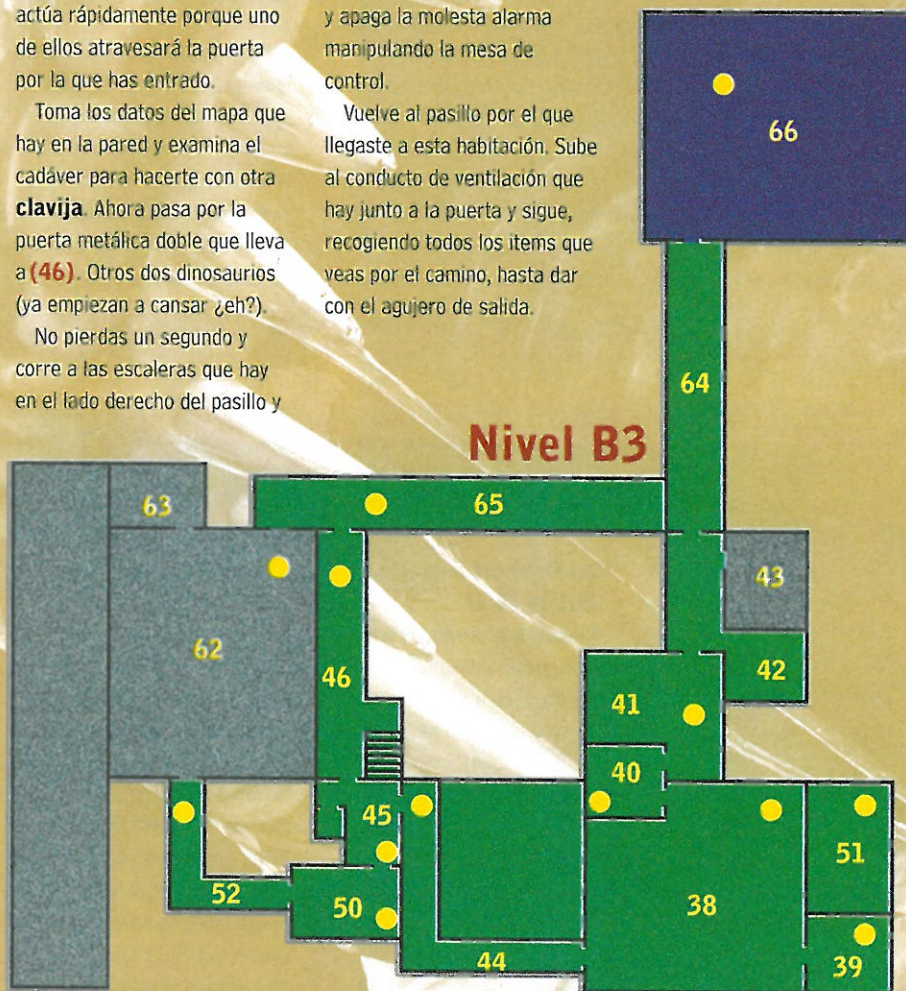 actúa rápidamente porque uno
de ellos atravesará la puerta
por la que has entrado.
Toma los datos del mapa que
hay en la pared y examina el
cadáver para hacerte con otra
clavija. Ahora pasa por la
puerta metálica doble que lleva
a (46). Otros dos dinosaurios
(ya empiezan a cansar ¿eh?).
No pierdas un segundo y
corre a las escaleras que hay
en el lado derecho del pasillo y
y apaga la molesta alarma
manipulando la mesa de
control.
Vuelve al pasillo por el que
llegaste a esta habitación. Sube
al conducto de ventilación que
hay junto a la puerta y sigue,
recogiendo todos los items que
veas por el camino, hasta dar
con el agujero de salida.
Nivel B3
66
64
63
65
43
62
46
42
41
40
45
51
52
50
38
44
39